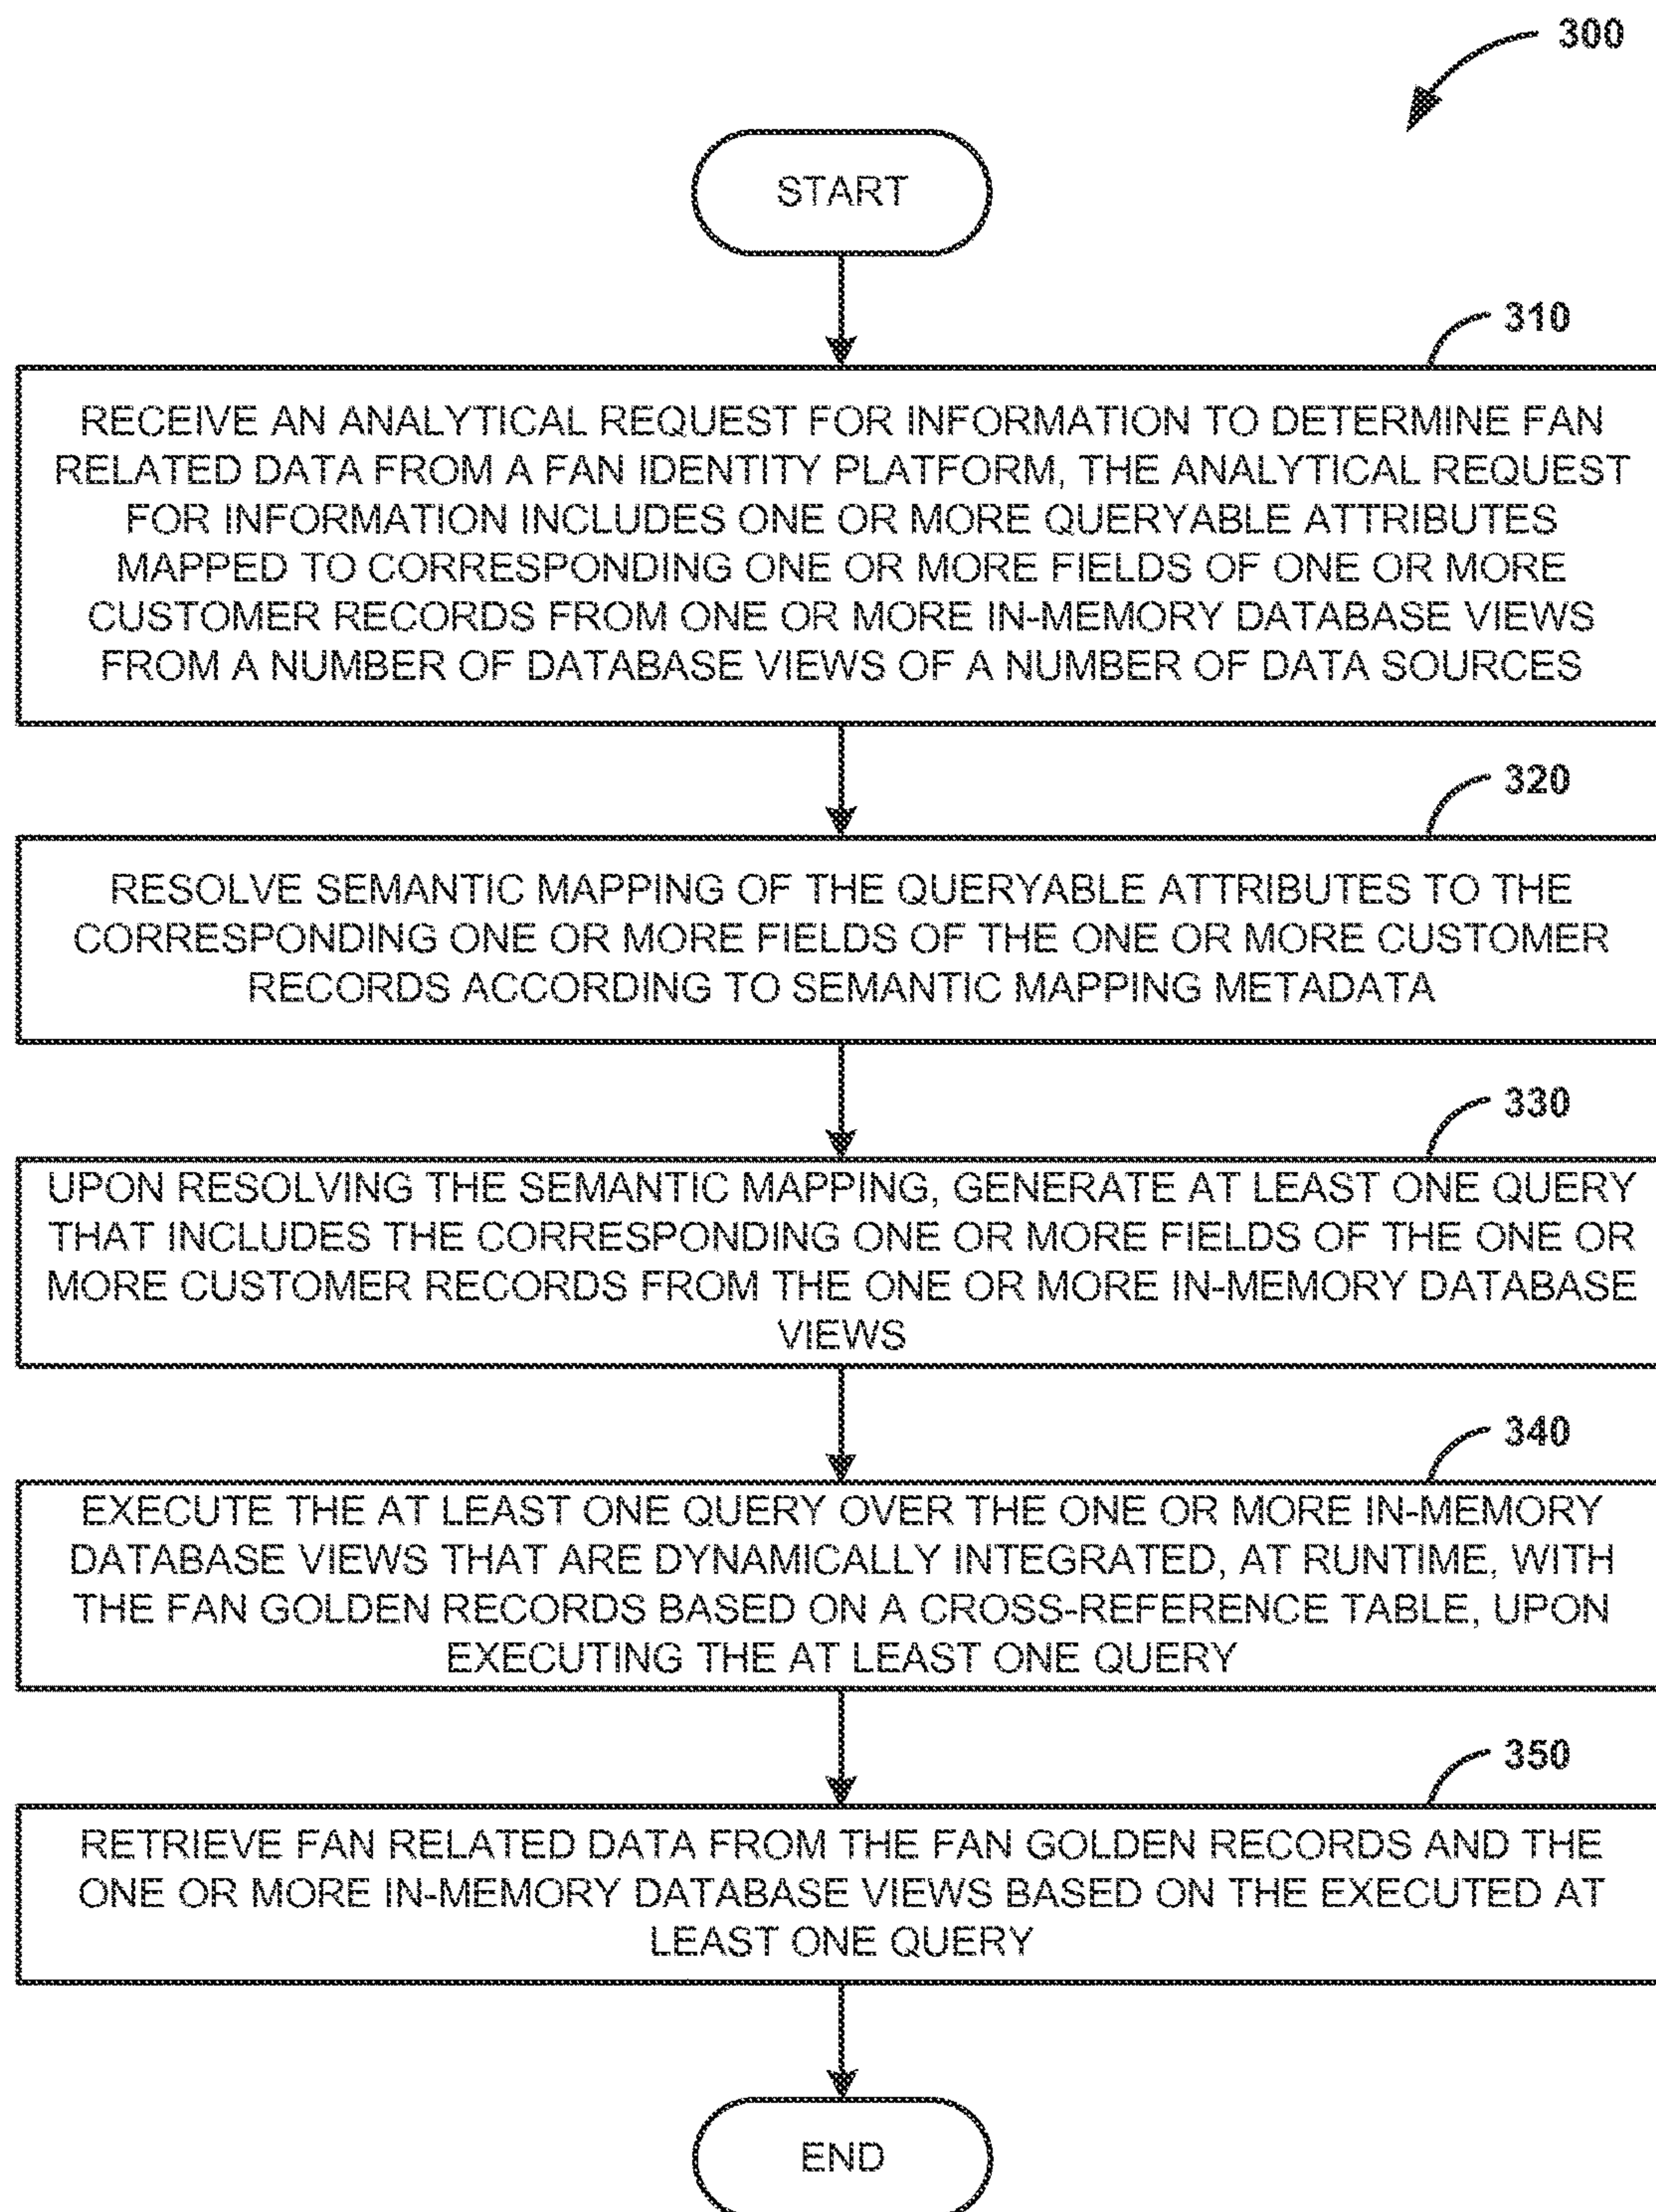 300
START
310
RECEIVE AN ANALYTICAL REQUEST FOR INFORMATION TO DETERMINE FAN
RELATED DATA FROM A FAN IDENTITY PLATFORM, THE ANALYTICAL REQUEST
FOR INFORMATION INCLUDES ONE OR MORE QUERYABLE ATTRIBUTES
MAPPED TO CORRESPONDING ONE OR MORE FIELDS OF ONE OR MORE
CUSTOMER RECORDS FROM ONE OR MORE IN-MEMORY DATABASE VIEWS
FROM A NUMBER OF DATABASE VIEWS OF A NUMBER OF DATA SOURCES
320
RESOLVE SEMANTIC MAPPING OF THE QUERYABLE ATTRIBUTES TO THE
CORRESPONDING ONE OR MORE FIELDS OF THE ONE OR MORE CUSTOMER
RECORDS ACCORDING TO SEMANTIC MAPPING METADATA
330
UPON RESOLVING THE SEMANTIC MAPPING, GENERATE AT LEAST ONE QUERY
THAT INCLUDES THE CORRESPONDING ONE OR MORE FIELDS OF THE ONE OR
MORE CUSTOMER RECORDS FROM THE ONE OR MORE IN-MEMORY DATABASE
VIEWS
340
EXECUTE THE AT LEAST ONE QUERY OVER THE ONE OR MORE IN-MEMORY
DATABASE VIEWS THAT ARE DYNAMICALLY INTEGRATED, AT RUNTIME, WITH
THE FAN GOLDEN RECORDS BASED ON A CROSS-REFERENCE TABLE, UPON
EXECUTING THE AT LEAST ONE QUERY
350
RETRIEVE FAN RELATED DATA FROM THE FAN GOLDEN RECORDS AND THE
ONE OR MORE IN-MEMORY DATABASE VIEWS BASED ON THE EXECUTED AT
LEAST ONE QUERY
END